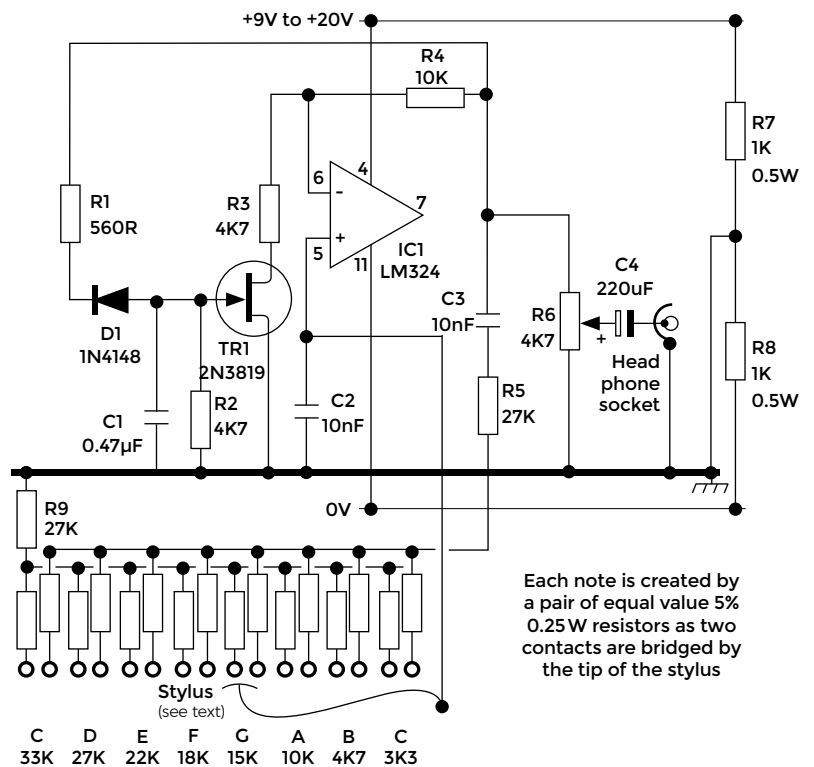 +9V to +20V
R4
10K
R7
1K
0.5W
R1
560R
R3
4K7
6
-
4
7
5
+
11
IC1
LM324
D1
1N4148
TR1
2N3819
C3
10nF
R6
4K7
C4
220uF
+
Head
phone
socket
R8
1K
0.5W
C1
0.47µF
R2
4K7
C2
10nF
R5
27K
R9
27K
0V
Each note is created by
a pair of equal value 5%
0.25W resistors as two
contacts are bridged by
the tip of the stylus
Stylus
(see text)
C D E F G A B C
33K 27K 22K 18K 15K 10K 4K7 3K3